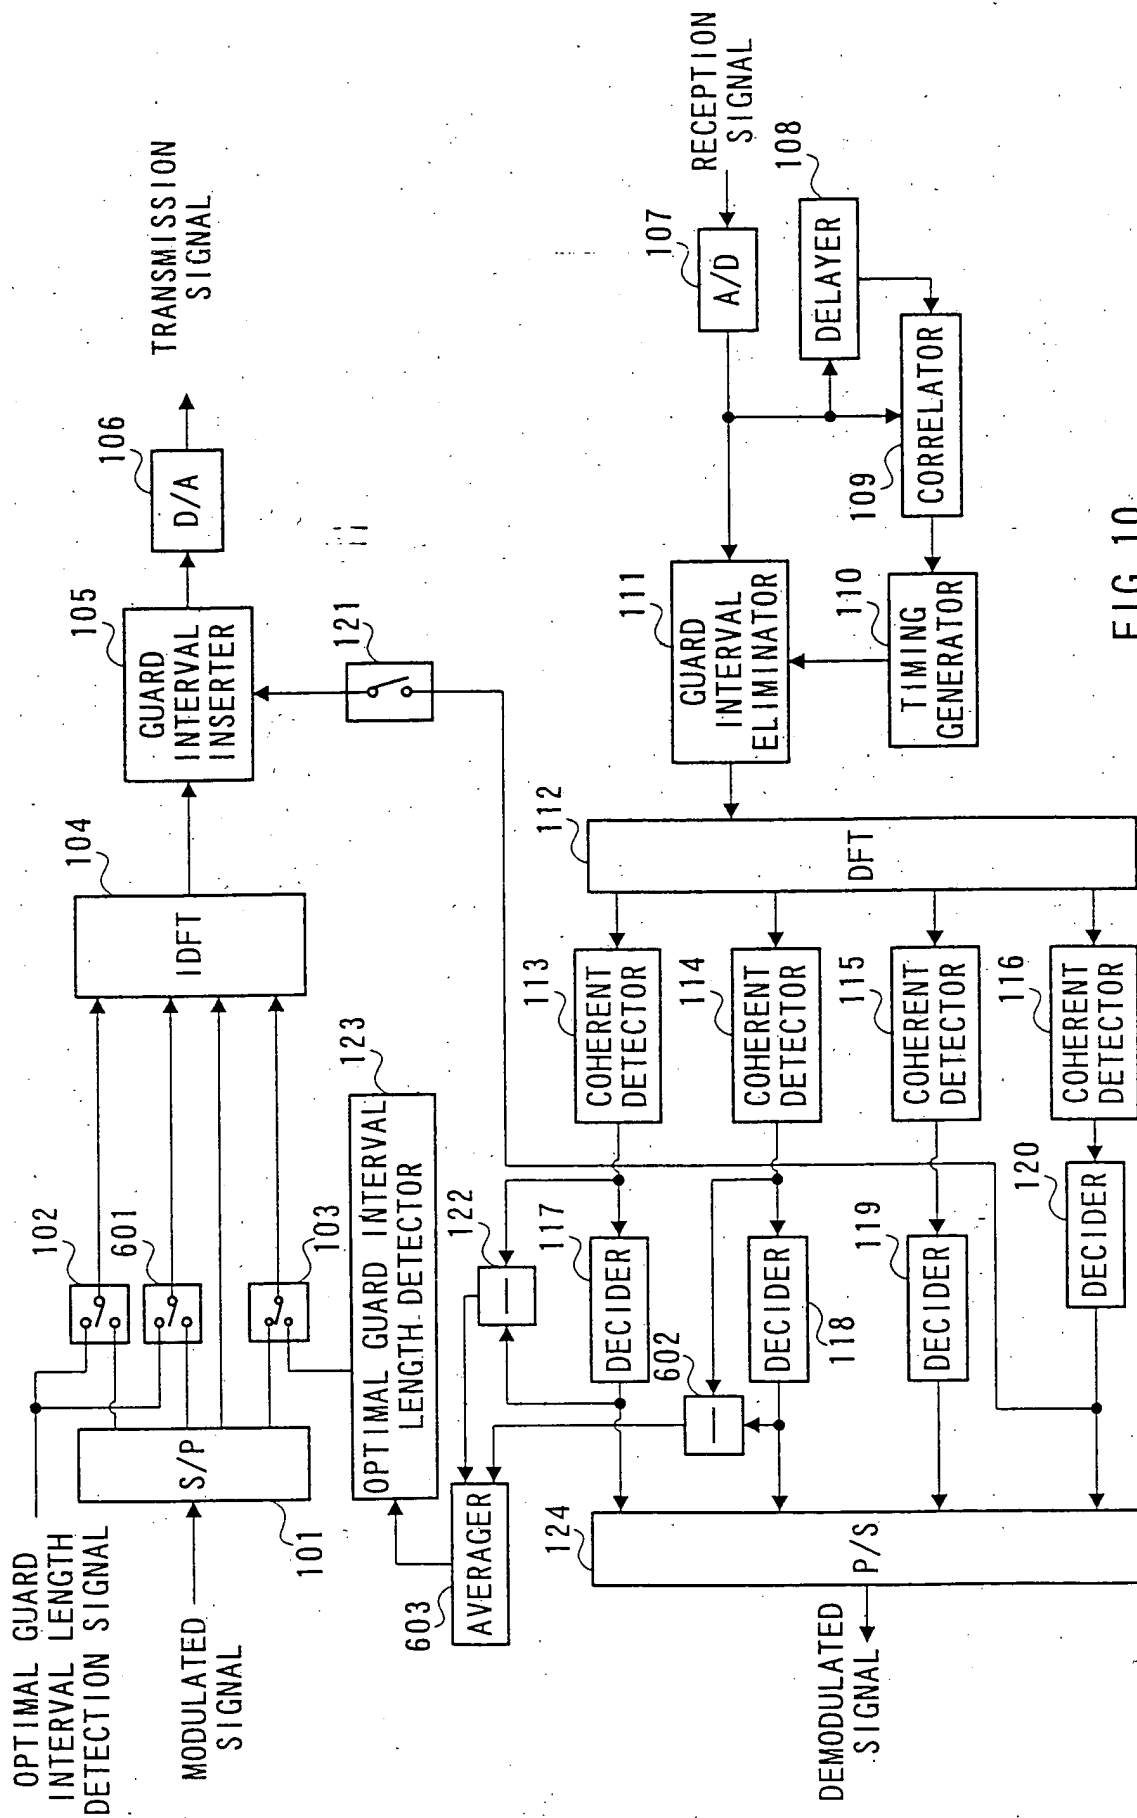 OPTIMAL GUARD
INTERVAL LENGTH
DETECTION SIGNAL
MODULATED
SIGNAL
101
S/P
102
601
103
104
IDFT
105
GUARD
INTERVAL
INSERTER
106
D/A
TRANSMISSION
SIGNAL
121
123
OPTIMAL GUARD INTERVAL
LENGTH DETECTOR
603
AVERAGER
122
117
DECIDER
602
DECIDER
118
119
DECIDER
120
DECIDER
113
COHERENT
DETECTOR
114
COHERENT
DETECTOR
115
COHERENT
DETECTOR
116
COHERENT
DETECTOR
112
DFT
111
GUARD
INTERVAL
ELIMINATOR
110
TIMING
GENERATOR
109
CORRELATOR
108
DELAYER
107
A/D
RECEPTION
SIGNAL
124
P/S
DEMODULATED
SIGNAL
FIG.10